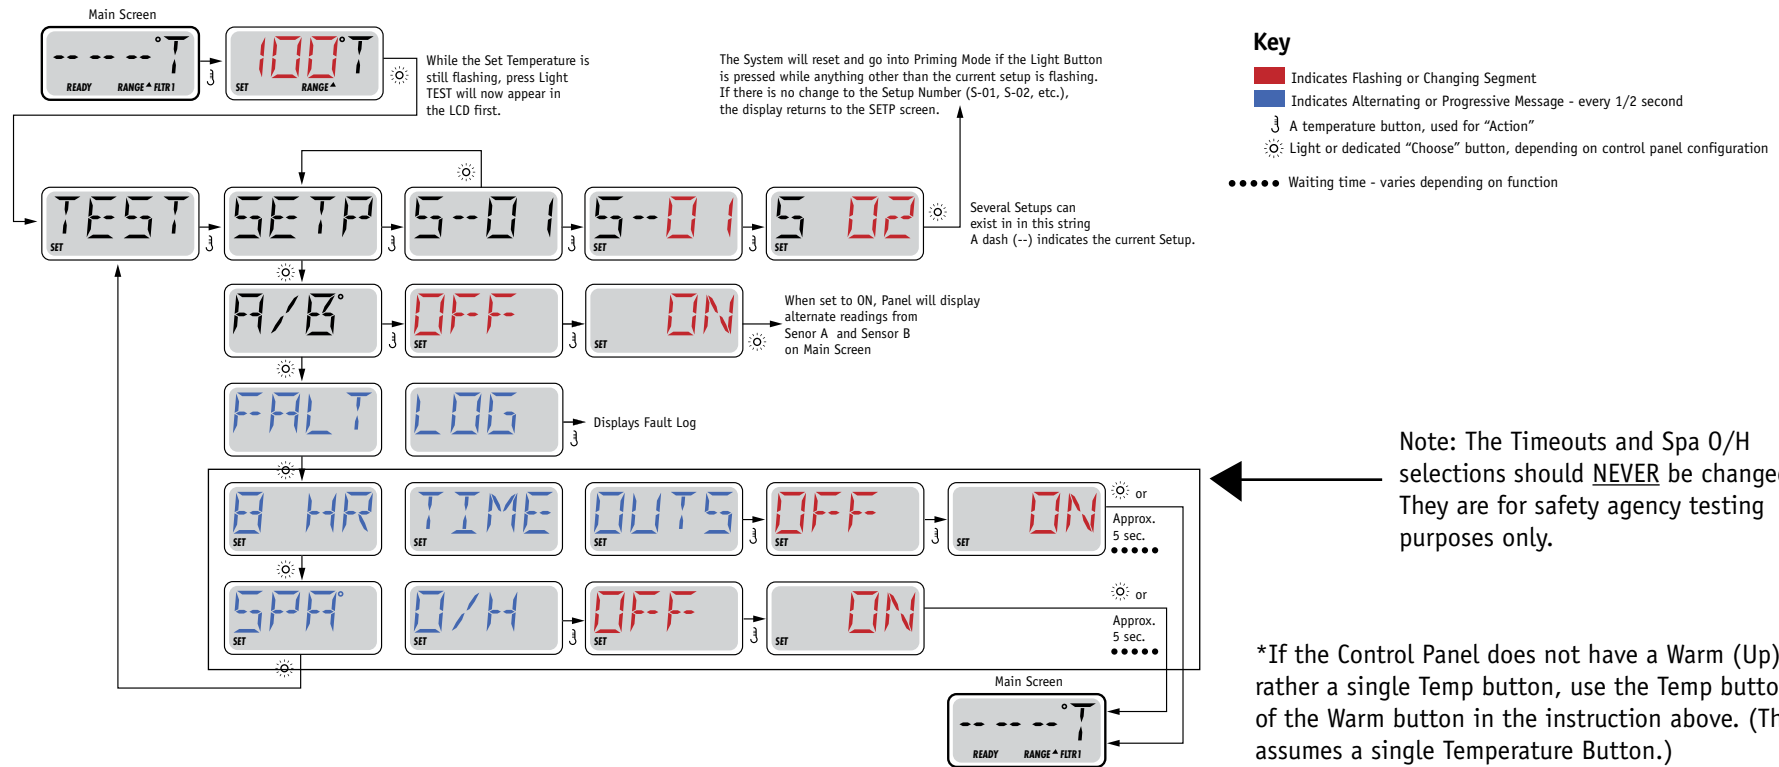 Main Screen
-- -- -- °T
READY RANGE FLTR1
100°T
SET RANGE
While the Set Temperature is
still flashing, press Light
TEST will now appear in
the LCD first.
The System will reset and go into Priming Mode if the Light Button
is pressed while anything other than the current setup is flashing.
If there is no change to the Setup Number (S-01, S-02, etc.),
the display returns to the SETP screen.
Key
Indicates Flashing or Changing Segment
Indicates Alternating or Progressive Message - every 1/2 second
A temperature button, used for “Action”
Light or dedicated “Choose” button, depending on control panel configuration
Waiting time - varies depending on function
TEST
SET
SETP
S-01
S-01
SET
S 02
SET
Several Setups can
exist in in this string
A dash (--) indicates the current Setup.
A/B°
OFF
SET
ON
SET
When set to ON, Panel will display
alternate readings from
Senor A and Sensor B
on Main Screen
FALT
LOG
Displays Fault Log
8 HR
SET
TIME
SET
OUTS
SET
OFF
SET
ON
SET
or
Approx.
5 sec.
SPA°
SET
O/H
SET
OFF
SET
ON
SET
or
Approx.
5 sec.
Note: The Timeouts and Spa O/H
selections should NEVER be changed
They are for safety agency testing
purposes only.
Main Screen
-- -- -- °T
READY RANGE FLTR1
*If the Control Panel does not have a Warm (Up)
rather a single Temp button, use the Temp butto
of the Warm button in the instruction above. (Th
assumes a single Temperature Button.)